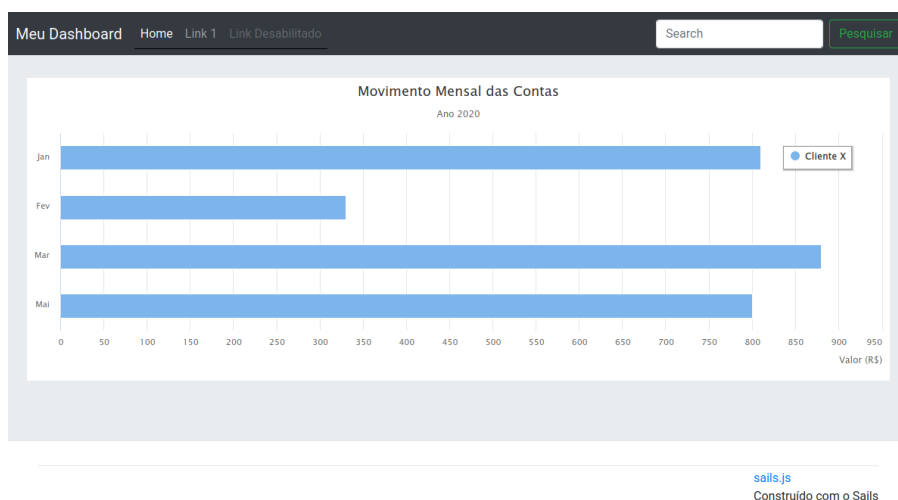 Meu Dashboard Home Link 1 Link Desabilitado Search Pesquisar
Movimento Mensal das Contas
Ano 2020
Jan
Cliente X
Fev
Mar
Mai
0 50 100 150 200 250 300 350 400 450 500 550 600 650 700 750 800 850 900 950
Valor (R$)
sails.js
Construído com o Sails